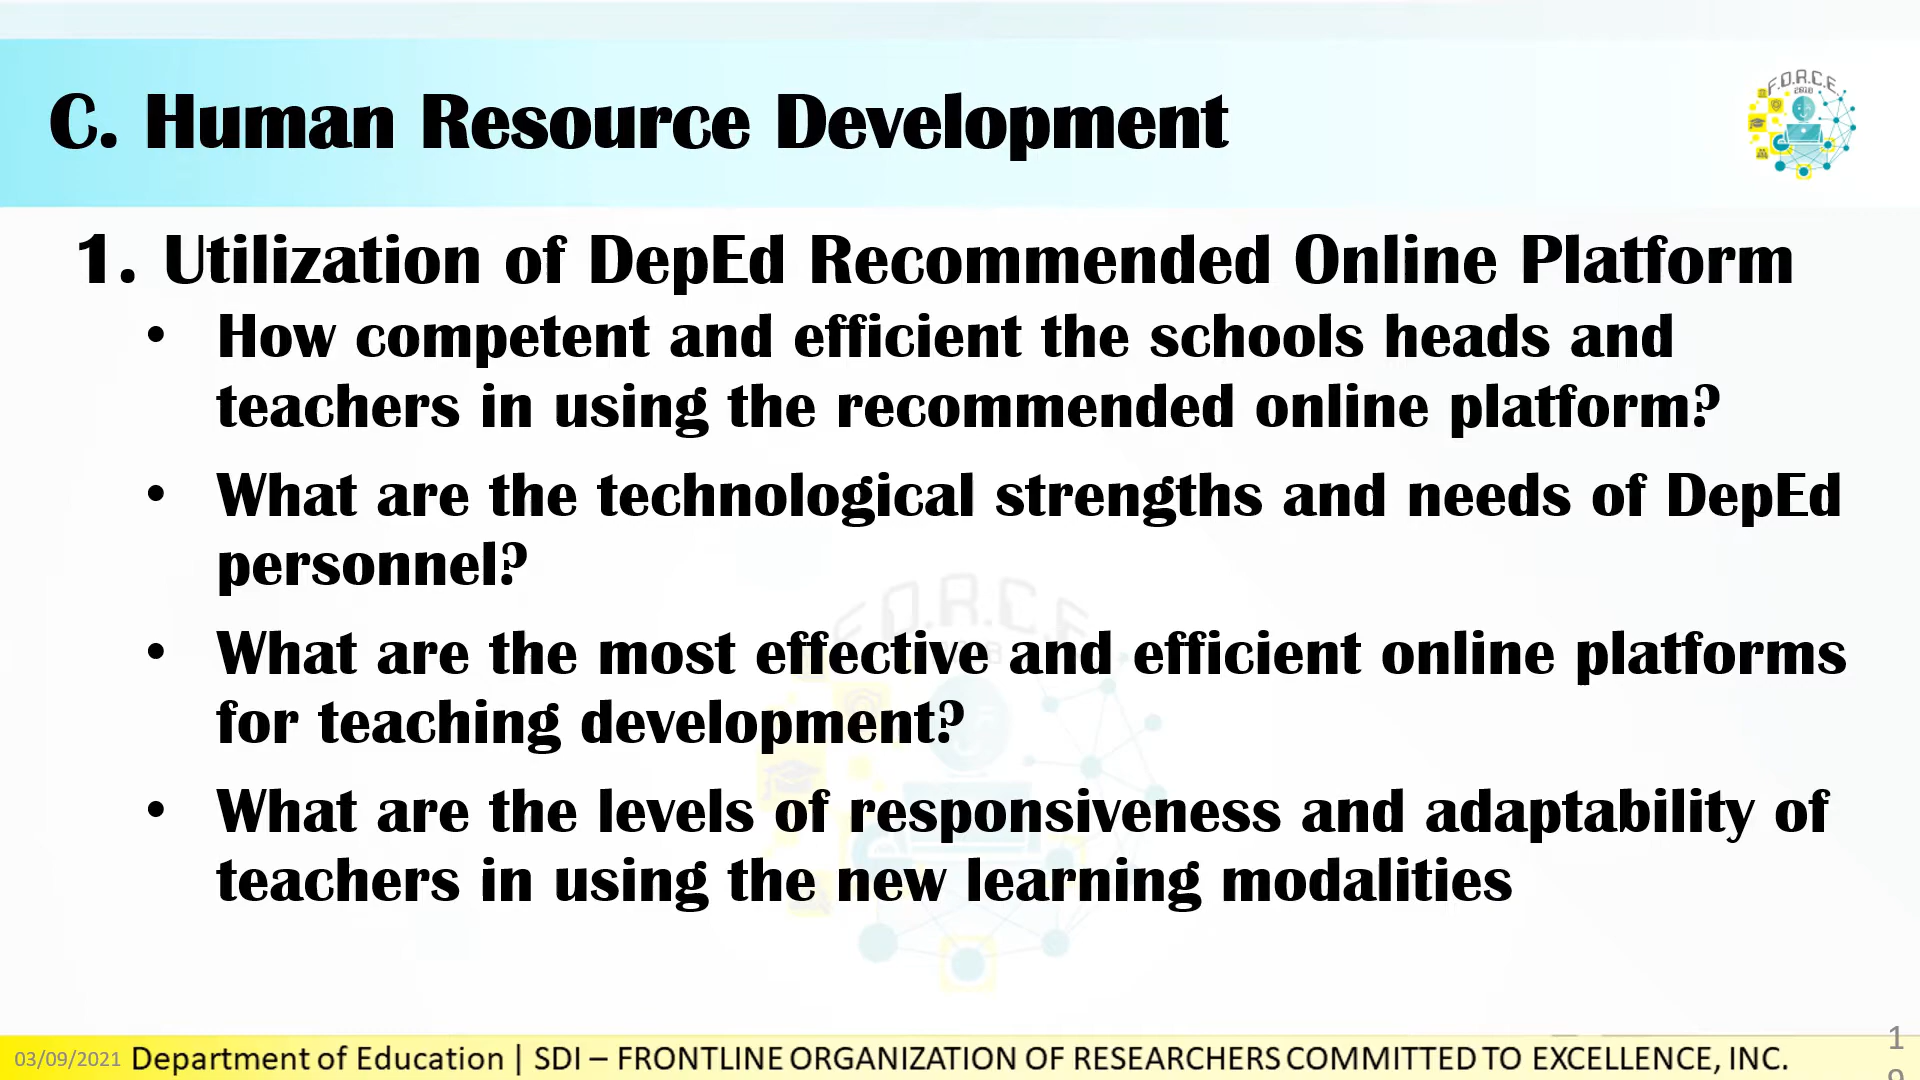 C. Human Resource Development
F.O.R.C.E.
2018
1. Utilization of DepEd Recommended Online Platform
• How competent and efficient the schools heads and
teachers in using the recommended online platform?
• What are the technological strengths and needs of DepEd
personnel?
• What are the most effective and efficient online platforms
for teaching development?
• What are the levels of responsiveness and adaptability of
teachers in using the new learning modalities
F.O.R.C.E
03/09/2021 Department of Education | SDI – FRONTLINE ORGANIZATION OF RESEARCHERS COMMITTED TO EXCELLENCE, INC.
1